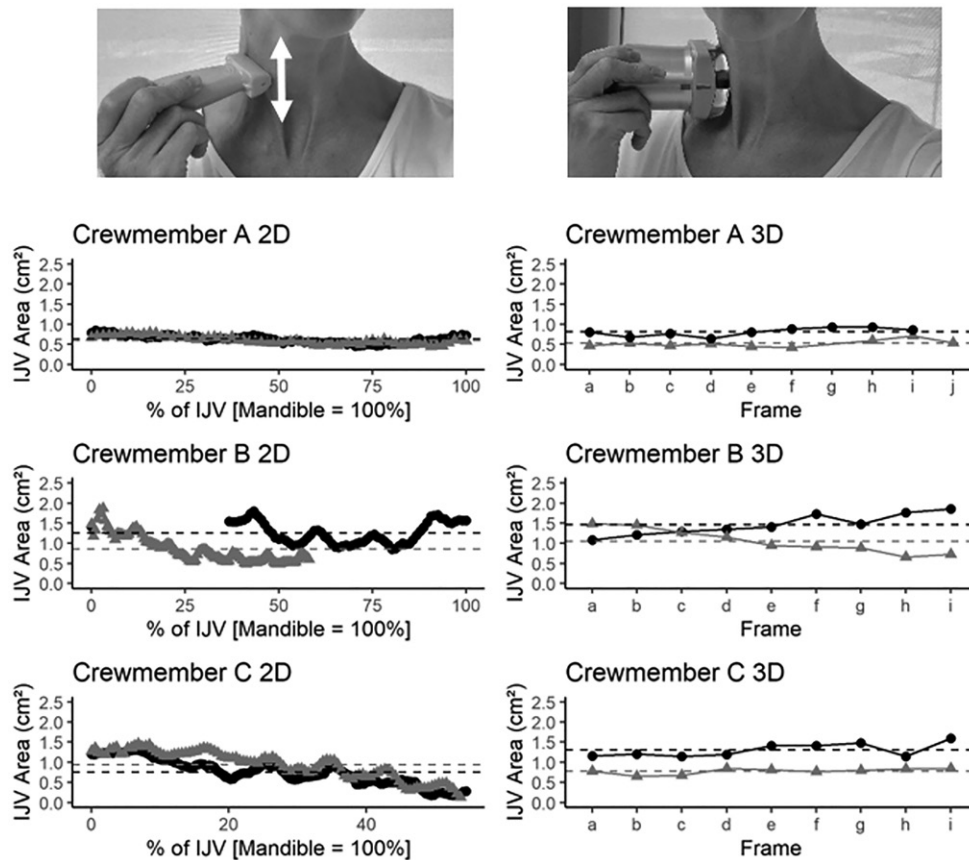 Crewmember A 2D
IJV Area (cm²)
2.5
2.0
1.5
1.0
0.5
0.0
0 25 50 75 100
% of IJV [Mandible = 100%]
Crewmember A 3D
IJV Area (cm²)
2.5
2.0
1.5
1.0
0.5
0.0
a b c d e f g h i j
Frame
Crewmember B 2D
IJV Area (cm²)
2.5
2.0
1.5
1.0
0.5
0.0
0 25 50 75 100
% of IJV [Mandible = 100%]
Crewmember B 3D
IJV Area (cm²)
2.5
2.0
1.5
1.0
0.5
0.0
a b c d e f g h i
Frame
Crewmember C 2D
IJV Area (cm²)
2.5
2.0
1.5
1.0
0.5
0.0
0 20 40
% of IJV [Mandible = 100%]
Crewmember C 3D
IJV Area (cm²)
2.5
2.0
1.5
1.0
0.5
0.0
a b c d e f g h i
Frame